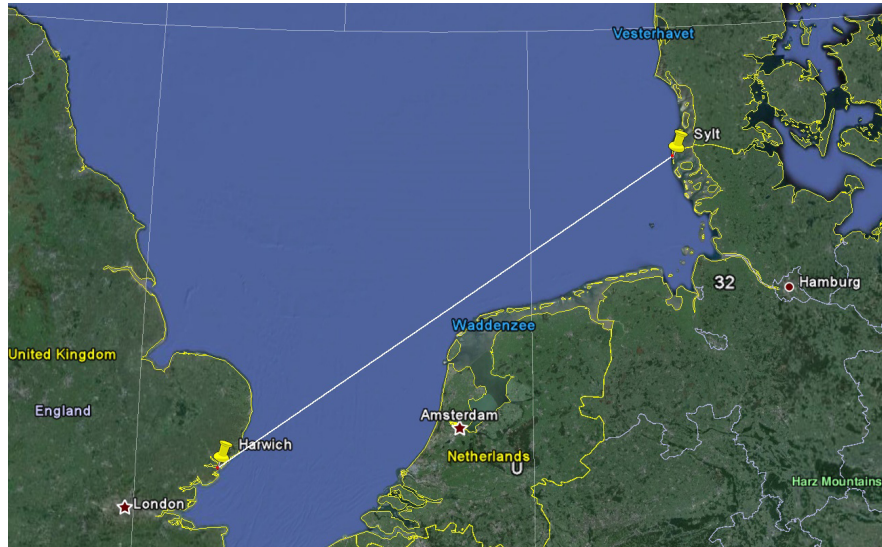 Vesterhavet
Sylt
32
Hamburg
Waddenzee
United Kingdom
England
Amsterdam
Harwich
Netherlands
U
Harz Mountains
London